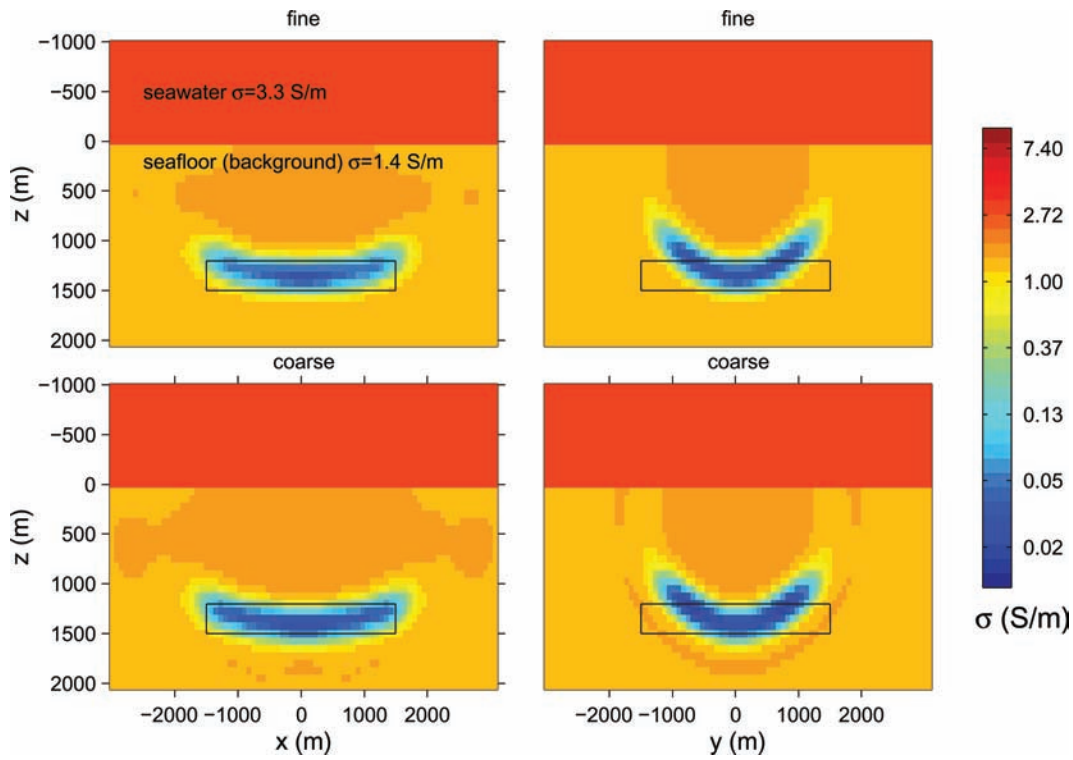 fine
fine
−1000
−500
0
500
1000
1500
2000
z (m)
seawater σ=3.3 S/m
seafloor (background) σ=1.4 S/m
coarse
coarse
−1000
−500
0
500
1000
1500
2000
z (m)
−2000 −1000 0 1000 2000
x (m)
−2000 −1000 0 1000 2000
y (m)
7.40
2.72
1.00
0.37
0.13
0.05
0.02
σ (S/m)